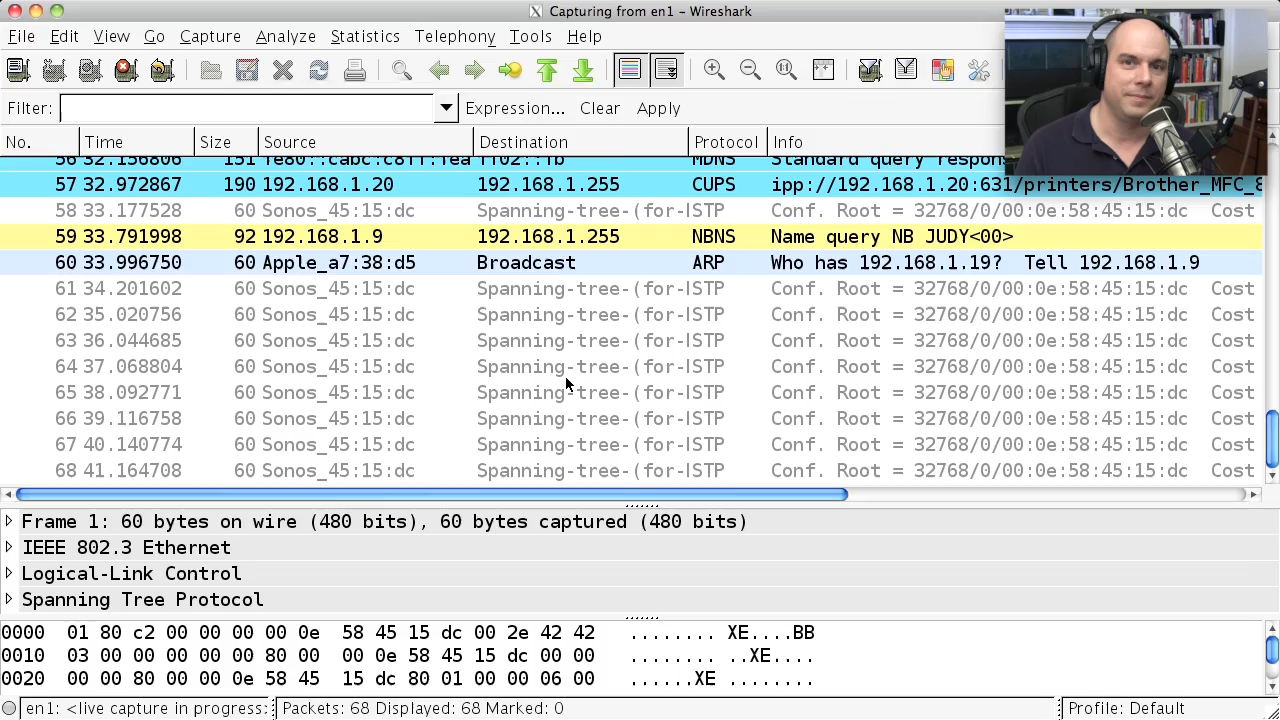 Capturing from en1 - Wireshark
File Edit View Go Capture Analyze Statistics Telephony Tools Help
Filter: Expression... Clear Apply
No. Time Size Source Destination Protocol Info
56 32.156806 151 fe80::cabc:c8ff:fea ff02::fb MDNS Standard query respons
57 32.972867 190 192.168.1.20 192.168.1.255 CUPS ipp://192.168.1.20:631/printers/Brother_MFC_8
58 33.177528 60 Sonos_45:15:dc Spanning-tree-(for-b STP Conf. Root = 32768/0/00:0e:58:45:15:dc Cost
59 33.791998 92 192.168.1.9 192.168.1.255 NBNS Name query NB JUDY<00>
60 33.996750 60 Apple_a7:38:d5 Broadcast ARP Who has 192.168.1.19? Tell 192.168.1.9
61 34.201602 60 Sonos_45:15:dc Spanning-tree-(for- STP Conf. Root = 32768/0/00:0e:58:45:15:dc Cost
62 35.020756 60 Sonos_45:15:dc Spanning-tree-(for- STP Conf. Root = 32768/0/00:0e:58:45:15:dc Cost
63 36.044685 60 Sonos_45:15:dc Spanning-tree-(for- STP Conf. Root = 32768/0/00:0e:58:45:15:dc Cost
64 37.068804 60 Sonos_45:15:dc Spanning-tree-(for- STP Conf. Root = 32768/0/00:0e:58:45:15:dc Cost
65 38.092771 60 Sonos_45:15:dc Spanning-tree-(for- STP Conf. Root = 32768/0/00:0e:58:45:15:dc Cost
66 39.116758 60 Sonos_45:15:dc Spanning-tree-(for- STP Conf. Root = 32768/0/00:0e:58:45:15:dc Cost
67 40.140774 60 Sonos_45:15:dc Spanning-tree-(for- STP Conf. Root = 32768/0/00:0e:58:45:15:dc Cost
68 41.164708 60 Sonos_45:15:dc Spanning-tree-(for- STP Conf. Root = 32768/0/00:0e:58:45:15:dc Cost
Frame 1: 60 bytes on wire (480 bits), 60 bytes captured (480 bits)
IEEE 802.3 Ethernet
Logical-Link Control
Spanning Tree Protocol
0000 01 80 c2 00 00 00 00 0e 58 45 15 dc 00 2e 42 42 ........ XE....BB
0010 03 00 00 00 00 00 80 00 00 0e 58 45 15 dc 00 00 ........ ..XE....
0020 00 00 80 00 0e 58 45 15 dc 80 01 00 00 06 00 ......XE ........
en1: <live capture in progress: Packets: 68 Displayed: 68 Marked: 0 Profile: Default